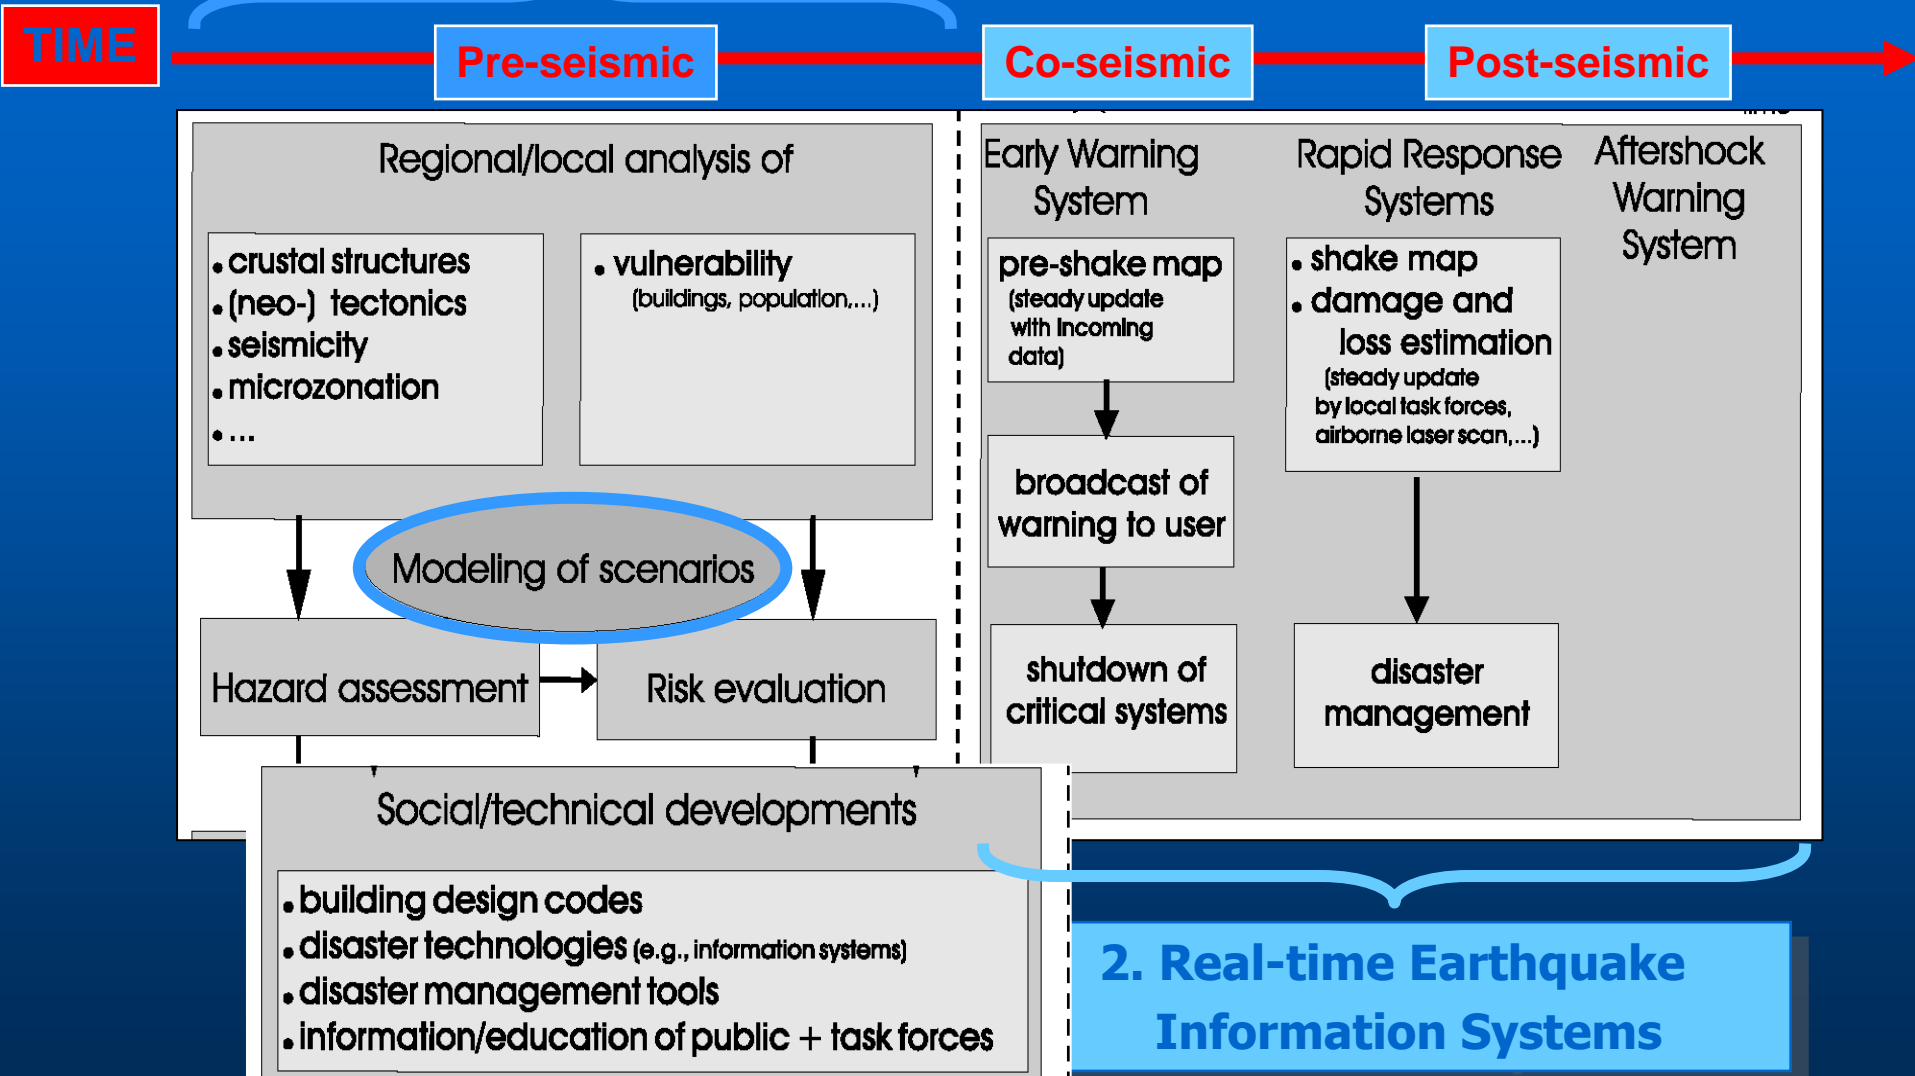 TIME
Pre-seismic
Co-seismic
Post-seismic
Regional/local analysis of
• crustal structures
• (neo-) tectonics
• seismicity
• microzonation
• ...
• vulnerability
(buildings, population,...)
Modeling of scenarios
Hazard assessment
Risk evaluation
Early Warning
System
pre-shake map
(steady update
with incoming
data)
broadcast of
warning to user
shutdown of
critical systems
Rapid Response
Systems
• shake map
• damage and
loss estimation
(steady update
by local task forces,
airborne laser scan,...)
disaster
management
Aftershock
Warning
System
Social/technical developments
• building design codes
• disaster technologies (e.g., information systems)
• disaster management tools
• information/education of public + task forces
2. Real-time Earthquake
Information Systems